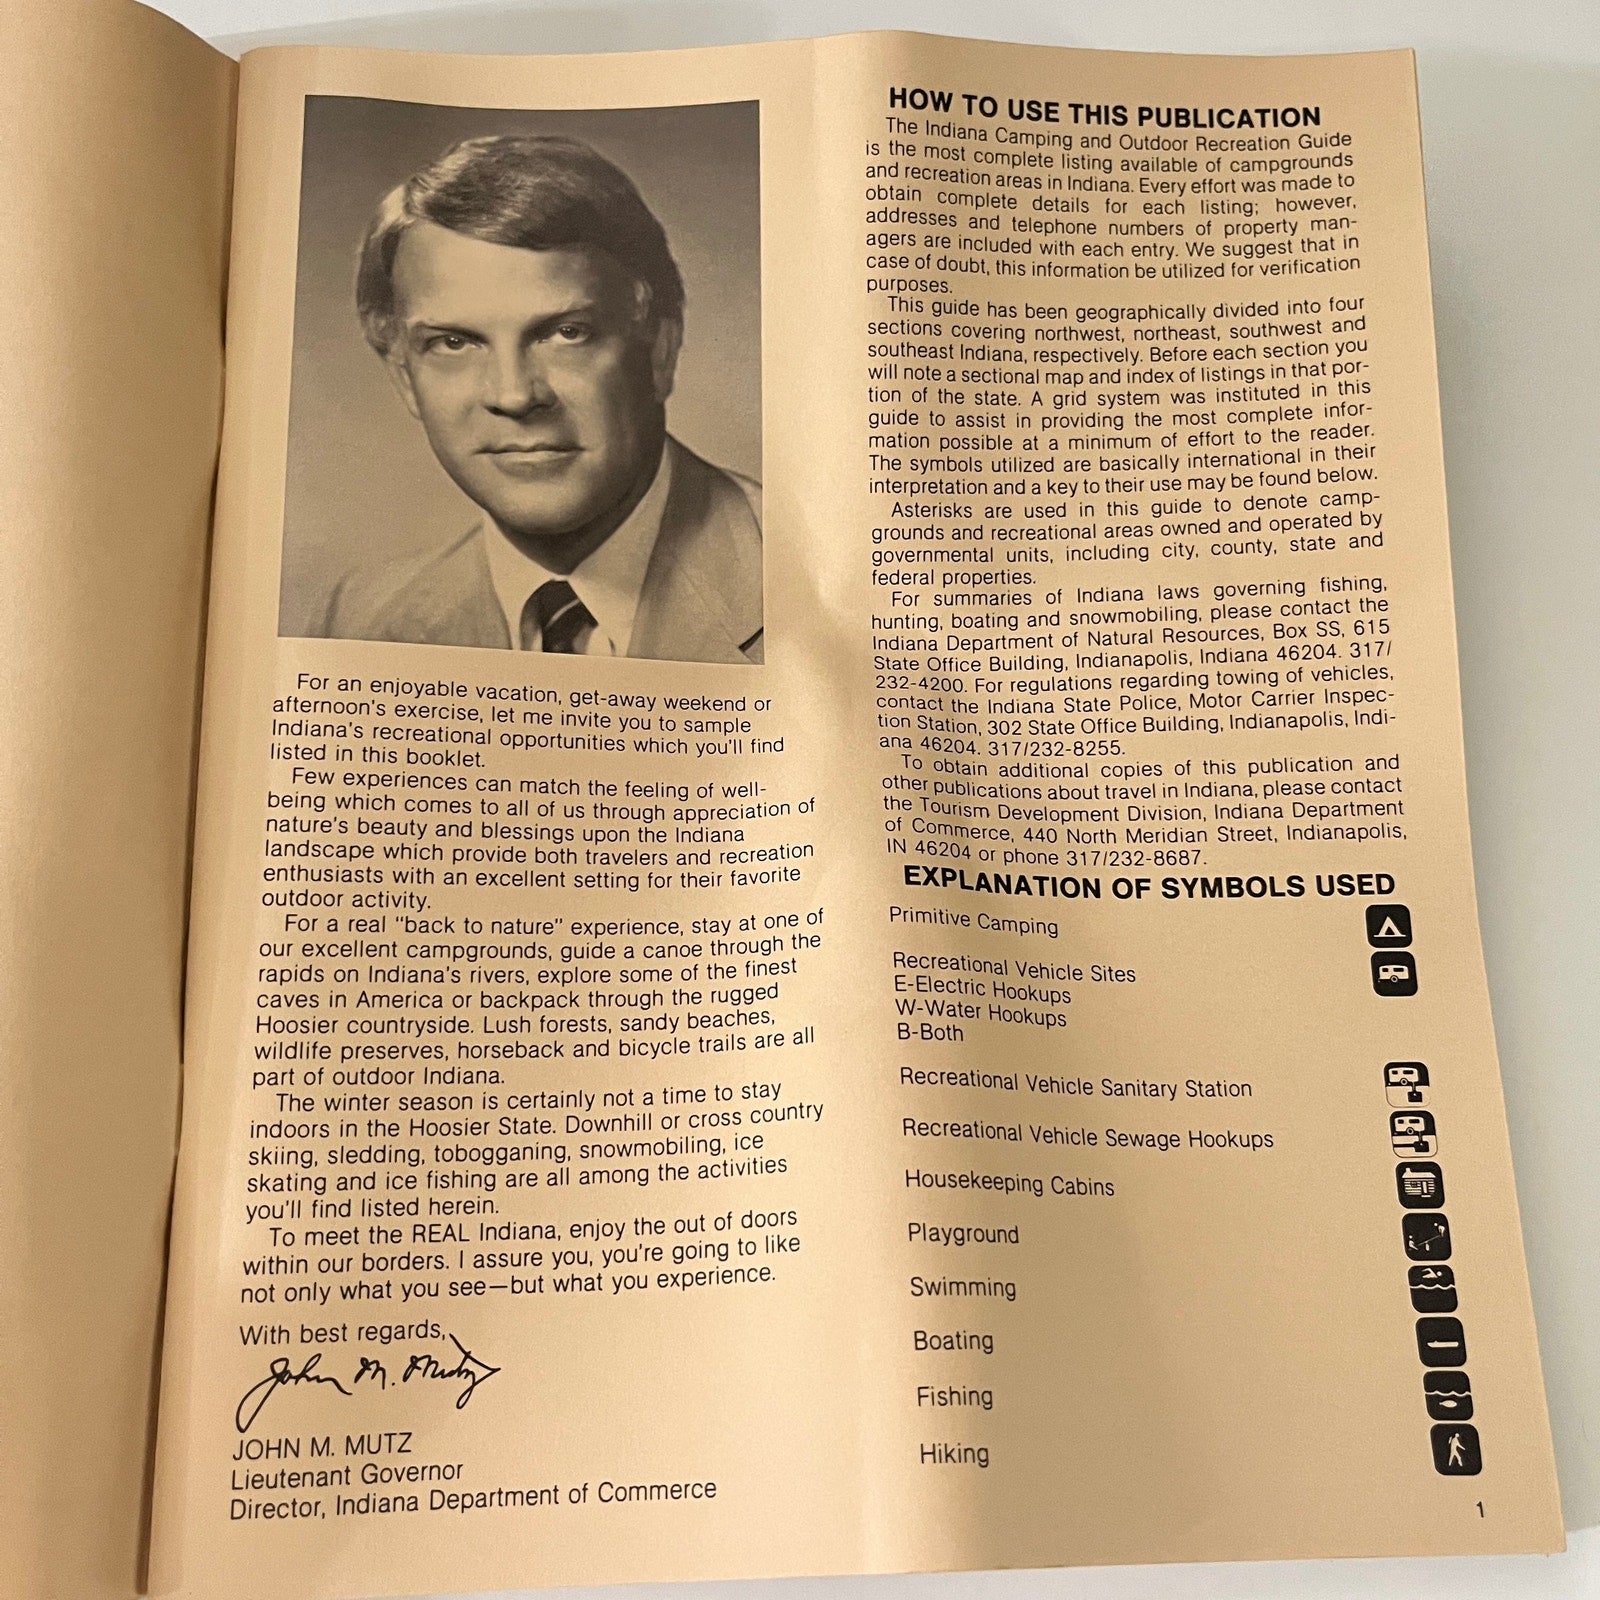 For an enjoyable vacation, get-away weekend or
afternoon's exercise, let me invite you to sample
Indiana's recreational opportunities which you'll find
listed in this booklet.
Few experiences can match the feeling of well-
being which comes to all of us through appreciation of
nature's beauty and blessings upon the Indiana
landscape which provide both travelers and recreation
enthusiasts with an excellent setting for their favorite
outdoor activity.
For a real "back to nature" experience, stay at one of
our excellent campgrounds, guide a canoe through the
rapids on Indiana's rivers, explore some of the finest
caves in America or backpack through the rugged
Hoosier countryside. Lush forests, sandy beaches,
wildlife preserves, horseback and bicycle trails are all
part of outdoor Indiana.
The winter season is certainly not a time to stay
indoors in the Hoosier State. Downhill or cross country
skiing, sledding, tobogganing, snowmobiling, ice
skating and ice fishing are all among the activities
you'll find listed herein.
To meet the REAL Indiana, enjoy the out of doors
within our borders. I assure you, you're going to like
not only what you see—but what you experience.
With best regards,
John M. Mutz
JOHN M. MUTZ
Lieutenant Governor
Director, Indiana Department of Commerce
HOW TO USE THIS PUBLICATION
The Indiana Camping and Outdoor Recreation Guide
is the most complete listing available of campgrounds
and recreation areas in Indiana. Every effort was made to
obtain complete details for each listing; however,
addresses and telephone numbers of property man-
agers are included with each entry. We suggest that in
case of doubt, this information be utilized for verification
purposes.
This guide has been geographically divided into four
sections covering northwest, northeast, southwest and
southeast Indiana, respectively. Before each section you
will note a sectional map and index of listings in that por-
tion of the state. A grid system was instituted in this
guide to assist in providing the most complete infor-
mation possible at a minimum of effort to the reader.
The symbols utilized are basically international in their
interpretation and a key to their use may be found below.
Asterisks are used in this guide to denote camp-
grounds and recreational areas owned and operated by
governmental units, including city, county, state and
federal properties.
For summaries of Indiana laws governing fishing,
hunting, boating and snowmobiling, please contact the
Indiana Department of Natural Resources, Box SS, 615
State Office Building, Indianapolis, Indiana 46204. 317/
232-4200. For regulations regarding towing of vehicles,
contact the Indiana State Police, Motor Carrier Inspec-
tion Station, 302 State Office Building, Indianapolis, Indi-
ana 46204. 317/232-8255.
To obtain additional copies of this publication and
other publications about travel in Indiana, please contact
the Tourism Development Division, Indiana Department
of Commerce, 440 North Meridian Street, Indianapolis,
IN 46204 or phone 317/232-8687.
EXPLANATION OF SYMBOLS USED
Primitive Camping
Recreational Vehicle Sites
E-Electric Hookups
W-Water Hookups
B-Both
Recreational Vehicle Sanitary Station
Recreational Vehicle Sewage Hookups
Housekeeping Cabins
Playground
Swimming
Boating
Fishing
Hiking
1